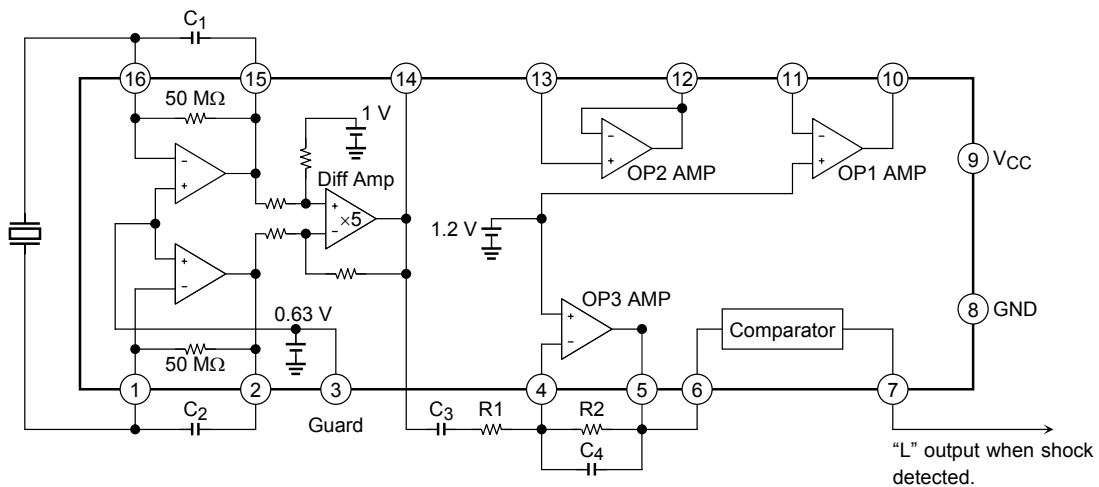 C1
16
15
14
13
12
11
10
50 MΩ
1 V
−
+
Diff Amp
+
×5
−
−
+
OP2 AMP
−
+
OP1 AMP
9
VCC
1.2 V
+
−
0.63 V
OP3 AMP
+
−
Comparator
8
GND
50 MΩ
1
2
3
4
5
6
7
C2
Guard
C3
R1
R2
C4
“L” output when shock
detected.